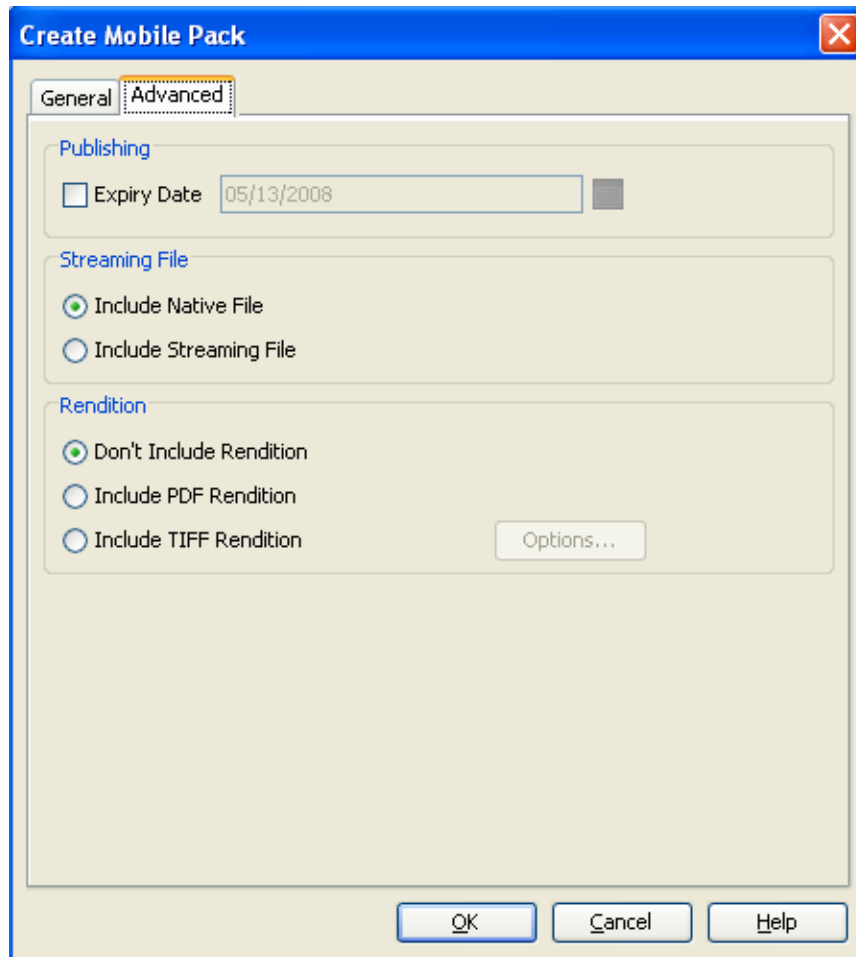 Create Mobile Pack
General Advanced
Publishing
Expiry Date 05/13/2008
Streaming File
Include Native File
Include Streaming File
Rendition
Don't Include Rendition
Include PDF Rendition
Include TIFF Rendition Options...
OK Cancel Help